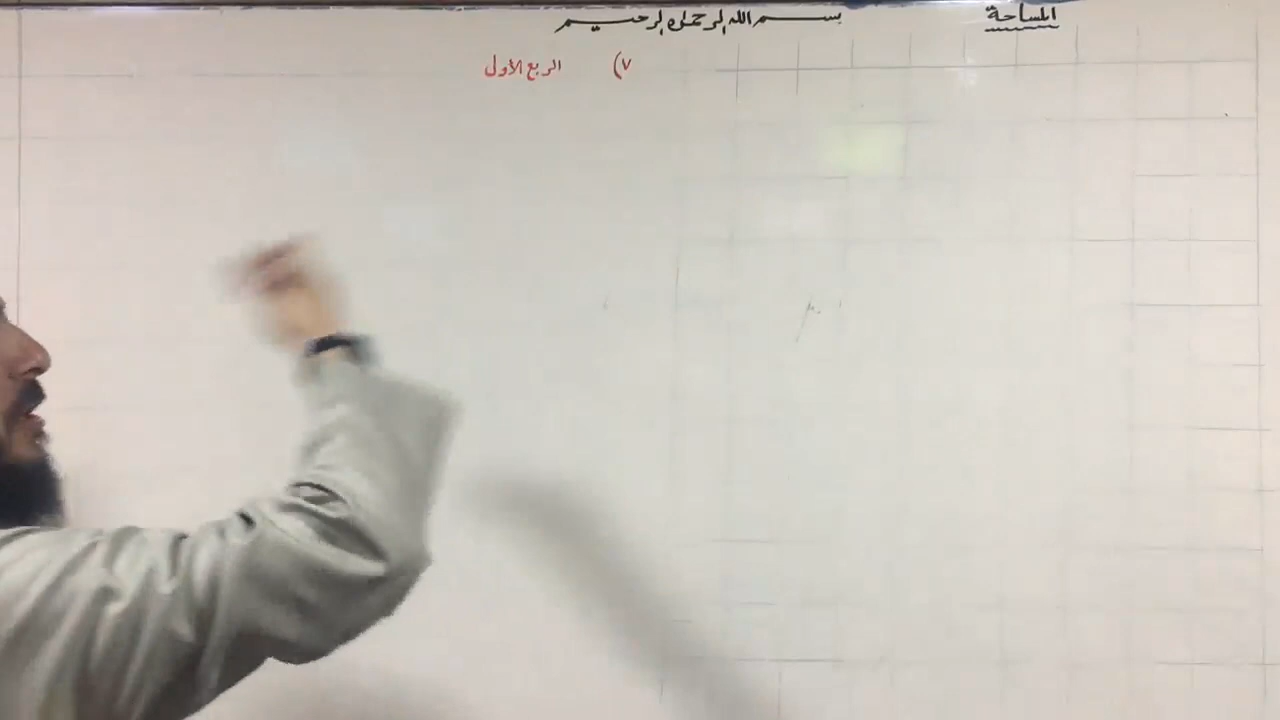 المساحة
بسم الله الرحمن الرحيم
٧) الربع الأول